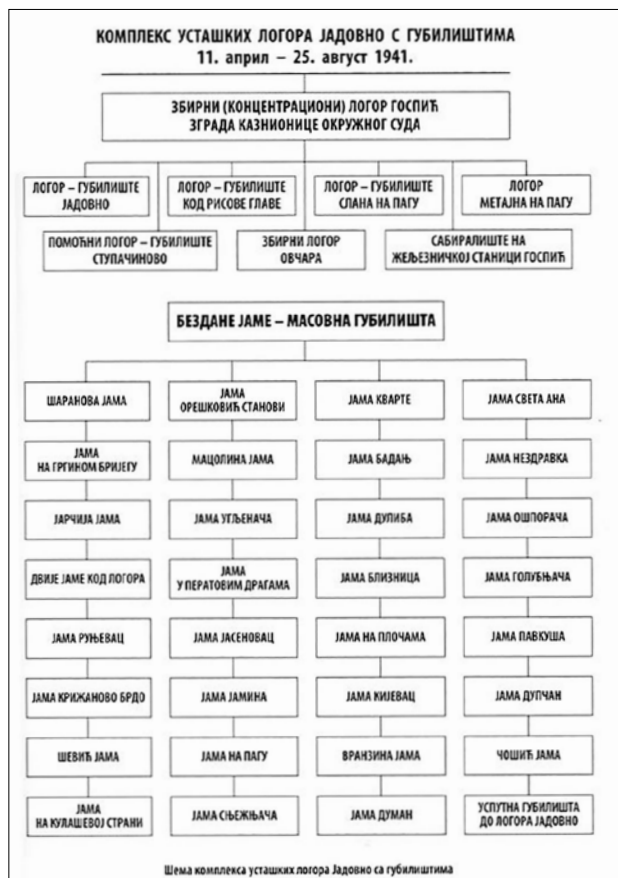 КОМПЛЕКС УСТАШКИХ ЛОГОРА ЈАДОВНО С ГУБИЛИШТИМА
11. април – 25. август 1941.
ЗБИРНИ (КОНЦЕНТРАЦИОНИ) ЛОГОР ГОСПИЋ
ЗГРАДА КАЗНИОНИЦЕ ОКРУЖНОГ СУДА
ЛОГОР – ГУБИЛИШТЕ
ЈАДОВНО
ЛОГОР – ГУБИЛИШТЕ
КОД РИСОВЕ ГЛАВЕ
ЛОГОР – ГУБИЛИШТЕ
СЛАНА НА ПАГУ
ЛОГОР
МЕТАЈНА НА ПАГУ
ПОМОЋНИ ЛОГОР – ГУБИЛИШТЕ
СТУПАЧИНОВО
ЗБИРНИ ЛОГОР
ОВЧАРА
САБИРАЛИШТЕ НА
ЖЕЉЕЗНИЧКОЈ СТАНИЦИ ГОСПИЋ
БЕЗДАНЕ ЈАМЕ – МАСОВНА ГУБИЛИШТА
ШАРАНОВА ЈАМА
ЈАМА
ОРЕШКОВИЋ СТАНОВИ
ЈАМА КВАРТЕ
ЈАМА СВЕТА АНА
ЈАМА
НА ГРГИНОМ БРИЈЕГУ
МАЦОЛИНА ЈАМА
ЈАМА БАДАЊ
ЈАМА НЕЗДРАВКА
ЈАРЧИЈА ЈАМА
ЈАМА УГЉЕНАЧА
ЈАМА ДУЛИБА
ЈАМА ОШПОРАЧА
ДВИЈЕ ЈАМЕ КОД ЛОГОРА
ЈАМА
У ПЕРАТОВИМ ДРАГАМА
ЈАМА БЛИЗНИЦА
ЈАМА ГОЛУБЊАЧА
ЈАМА РУЊЕВАЦ
ЈАМА ЈАСЕНОВАЦ
ЈАМА НА ПЛОЧАМА
ЈАМА ПАВКУША
ЈАМА КРИЖАНОВО БРДО
ЈАМА ЈАМИНА
ЈАМА КИЈЕВАЦ
ЈАМА ДУПЧАН
ШЕВИЋ ЈАМА
ЈАМА НА ПАГУ
ВРАНЗИНА ЈАМА
ЧОШИЋ ЈАМА
ЈАМА
НА КУЛАШЕВОЈ СТРАНИ
ЈАМА СЊЕЖЊАЧА
ЈАМА ДУМАН
УСПУТНА ГУБИЛИШТА
ДО ЛОГОРА ЈАДОВНО
Шема комплекса усташких логора Јадовно са губилиштима